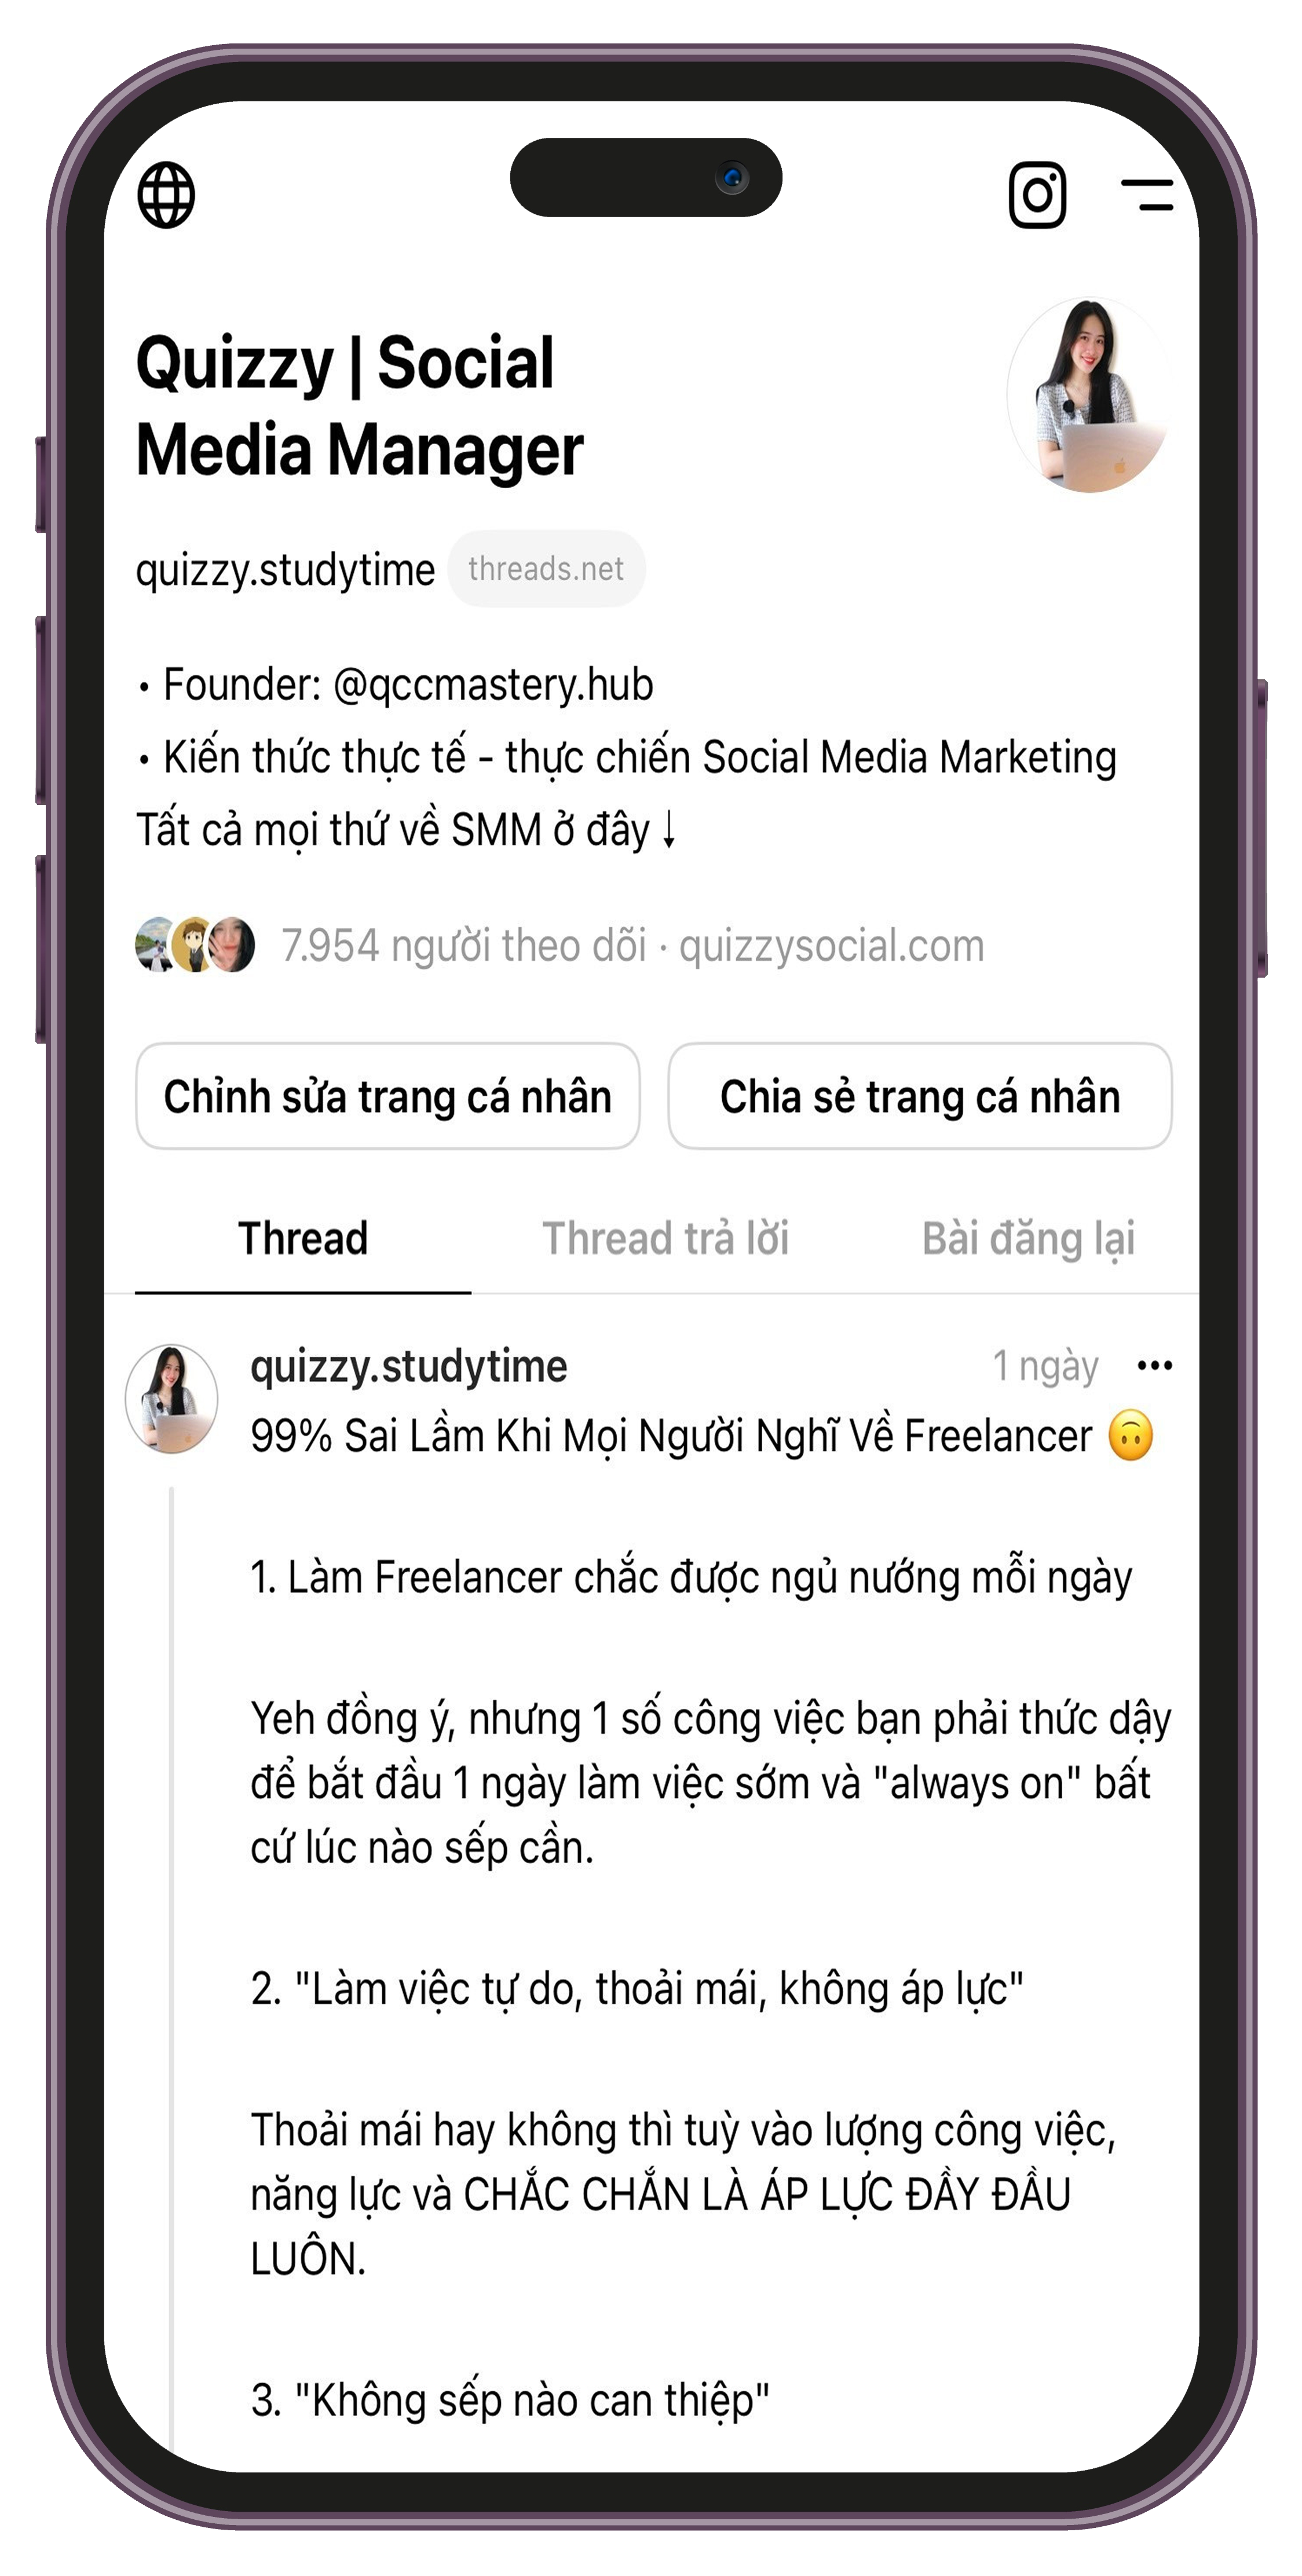 Quizzy | Social
Media Manager
quizzy.studytime threads.net
• Founder: @qccmastery.hub
• Kiến thức thực tế - thực chiến Social Media Marketing
Tất cả mọi thứ về SMM ở đây ↓
7.954 người theo dõi · quizzysocial.com
Chỉnh sửa trang cá nhân
Chia sẻ trang cá nhân
Thread
Thread trả lời
Bài đăng lại
quizzy.studytime 1 ngày
99% Sai Lầm Khi Mọi Người Nghĩ Về Freelancer 🙃
1. Làm Freelancer chắc được ngủ nướng mỗi ngày
Yeh đồng ý, nhưng 1 số công việc bạn phải thức dậy
để bắt đầu 1 ngày làm việc sớm và "always on" bất
cứ lúc nào sếp cần.
2. "Làm việc tự do, thoải mái, không áp lực"
Thoải mái hay không thì tuỳ vào lượng công việc,
năng lực và CHẮC CHẮN LÀ ÁP LỰC ĐẦY ĐẦU
LUÔN.
3. "Không sếp nào can thiệp"